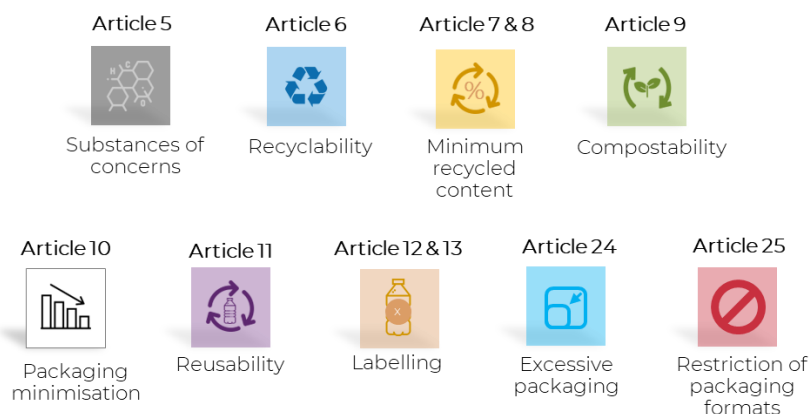 Article 5
Article 6
Article 7 & 8
Article 9
H
C
O
%
Substances of
concerns
Recyclability
Minimum
recycled
content
Compostability
Article 10
Article 11
Article 12 & 13
Article 24
Article 25
X
Packaging
minimisation
Reusability
Labelling
Excessive
packaging
Restriction of
packaging
formats